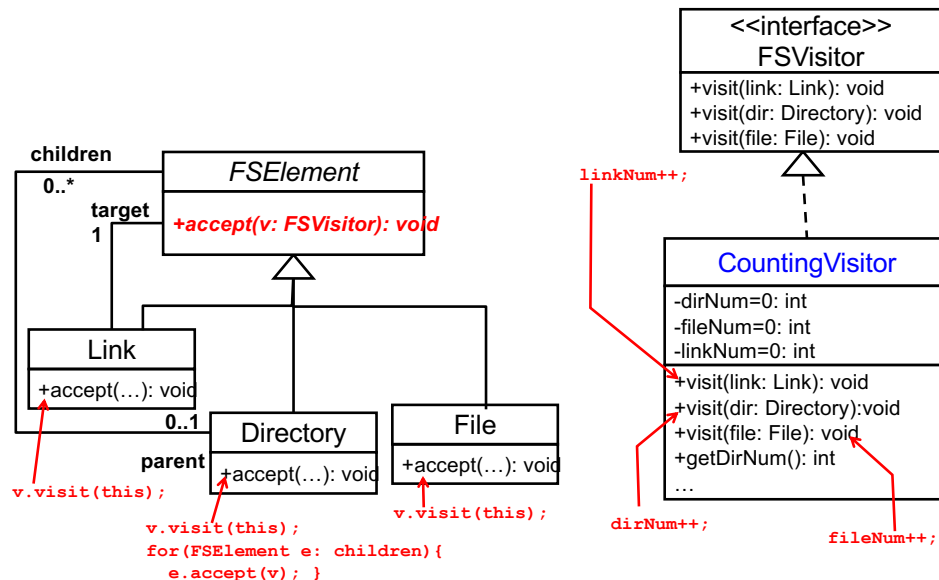 children
0..*
target
1
FSElement
+accept(v: FSVisitor): void
Link
+accept(…): void
0..1
parent
Directory
+accept(…): void
File
+accept(…): void
v.visit(this);
v.visit(this);
for(FSElement e: children){
e.accept(v); }
v.visit(this);
<<interface>>
FSVisitor
+visit(link: Link): void
+visit(dir: Directory): void
+visit(file: File): void
linkNum++;
CountingVisitor
-dirNum=0: int
-fileNum=0: int
-linkNum=0: int
+visit(link: Link): void
+visit(dir: Directory):void
+visit(file: File): void
+getDirNum(): int
…
dirNum++;
fileNum++;